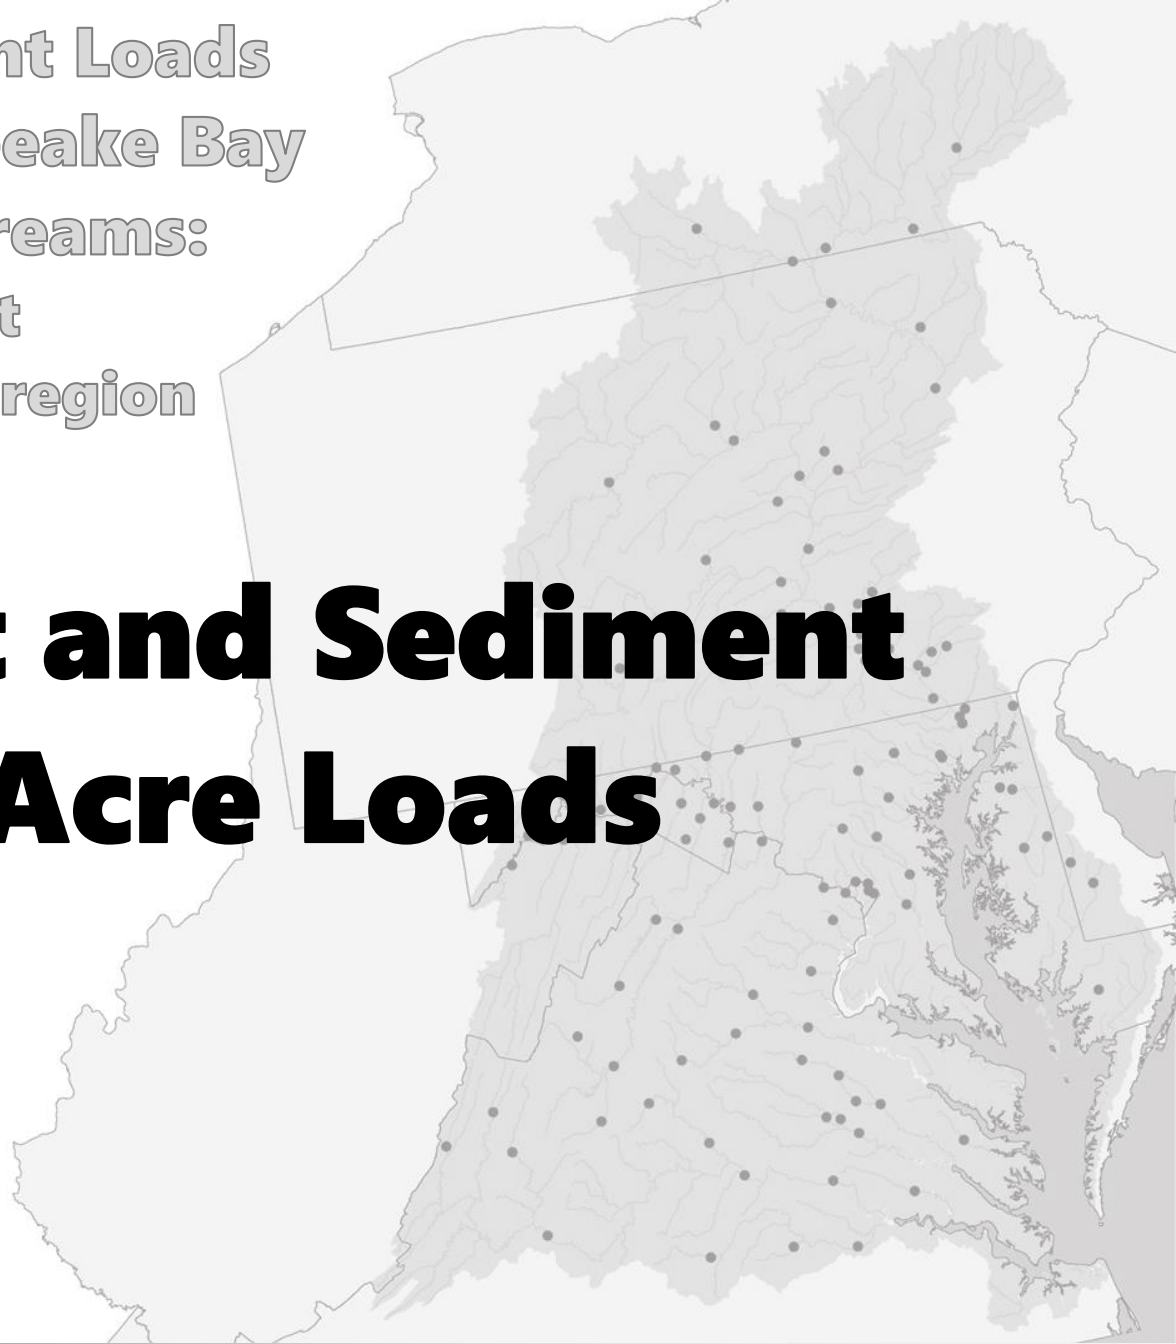 nt Loads
eake Bay
reams:
t
region
t and Sediment
Acre Loads